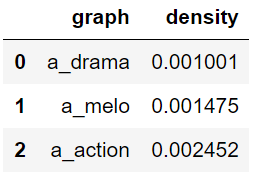 graph density
0 a_drama 0.001001
1 a_melo 0.001475
2 a_action 0.002452